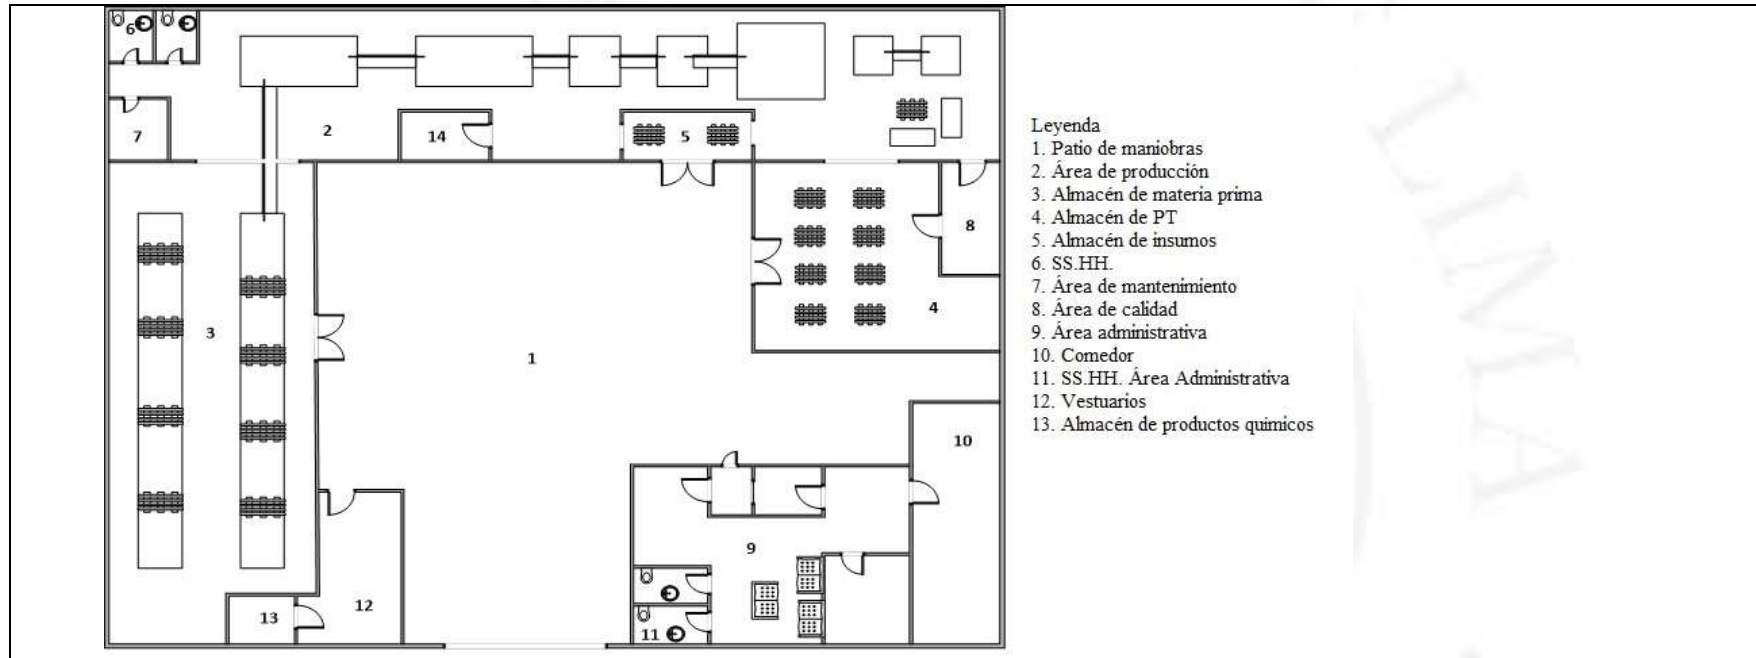 6
7
2
14
5
8
3
4
1
10
9
12
13
11
Leyenda
1. Patio de maniobras
2. Área de producción
3. Almacén de materia prima
4. Almacén de PT
5. Almacén de insumos
6. SS.HH.
7. Área de mantenimiento
8. Área de calidad
9. Área administrativa
10. Comedor
11. SS.HH. Área Administrativa
12. Vestuarios
13. Almacén de productos quimicos
LIMA